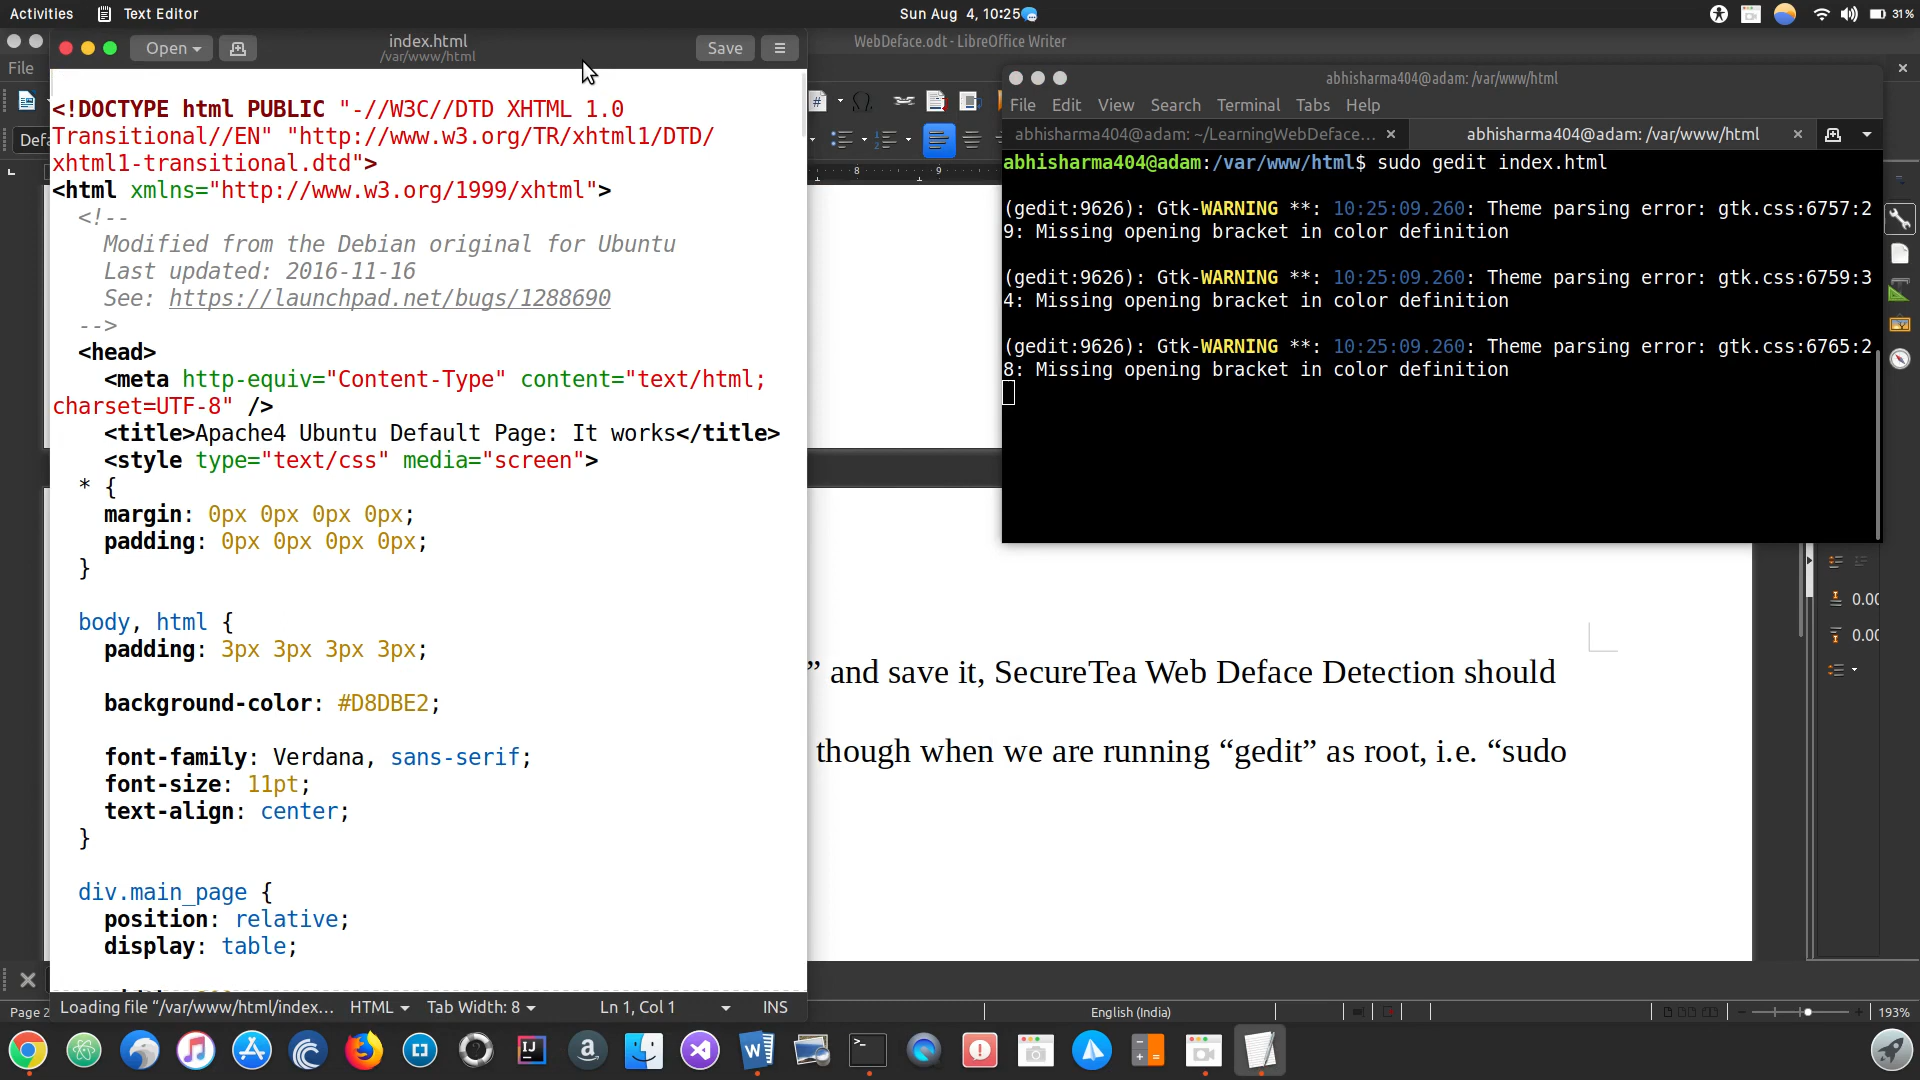 Activities
Text Editor
Sun Aug  4, 10:25
31%
Open
index.html
/var/www/html
Save
WebDeface.odt - LibreOffice Writer
File
<!DOCTYPE html PUBLIC "-//W3C//DTD XHTML 1.0
Transitional//EN" "http://www.w3.org/TR/xhtml1/DTD/
xhtml1-transitional.dtd">
<html xmlns="http://www.w3.org/1999/xhtml">
<!--
Modified from the Debian original for Ubuntu
Last updated: 2016-11-16
See: https://launchpad.net/bugs/1288690
-->
<head>
<meta http-equiv="Content-Type" content="text/html;
charset=UTF-8" />
<title>Apache4 Ubuntu Default Page: It works</title>
<style type="text/css" media="screen">
* {
margin: 0px 0px 0px 0px;
padding: 0px 0px 0px 0px;
}
body, html {
padding: 3px 3px 3px 3px;
background-color: #D8DBE2;
font-family: Verdana, sans-serif;
font-size: 11pt;
text-align: center;
}
div.main_page {
position: relative;
display: table;
Loading file “/var/www/html/index…
HTML
Tab Width: 8
Ln 1, Col 1
INS
8
9
abhisharma404@adam: /var/www/html
File Edit View Search Terminal Tabs Help
abhisharma404@adam: ~/LearningWebDeface…
abhisharma404@adam: /var/www/html
abhisharma404@adam:/var/www/html$ sudo gedit index.html
(gedit:9626): Gtk-WARNING **: 10:25:09.260: Theme parsing error: gtk.css:6757:2
9: Missing opening bracket in color definition
(gedit:9626): Gtk-WARNING **: 10:25:09.260: Theme parsing error: gtk.css:6759:3
4: Missing opening bracket in color definition
(gedit:9626): Gtk-WARNING **: 10:25:09.260: Theme parsing error: gtk.css:6765:2
8: Missing opening bracket in color definition
” and save it, SecureTea Web Deface Detection should
though when we are running “gedit” as root, i.e. “sudo
0.00
0.00
Page 2
English (India)
193%